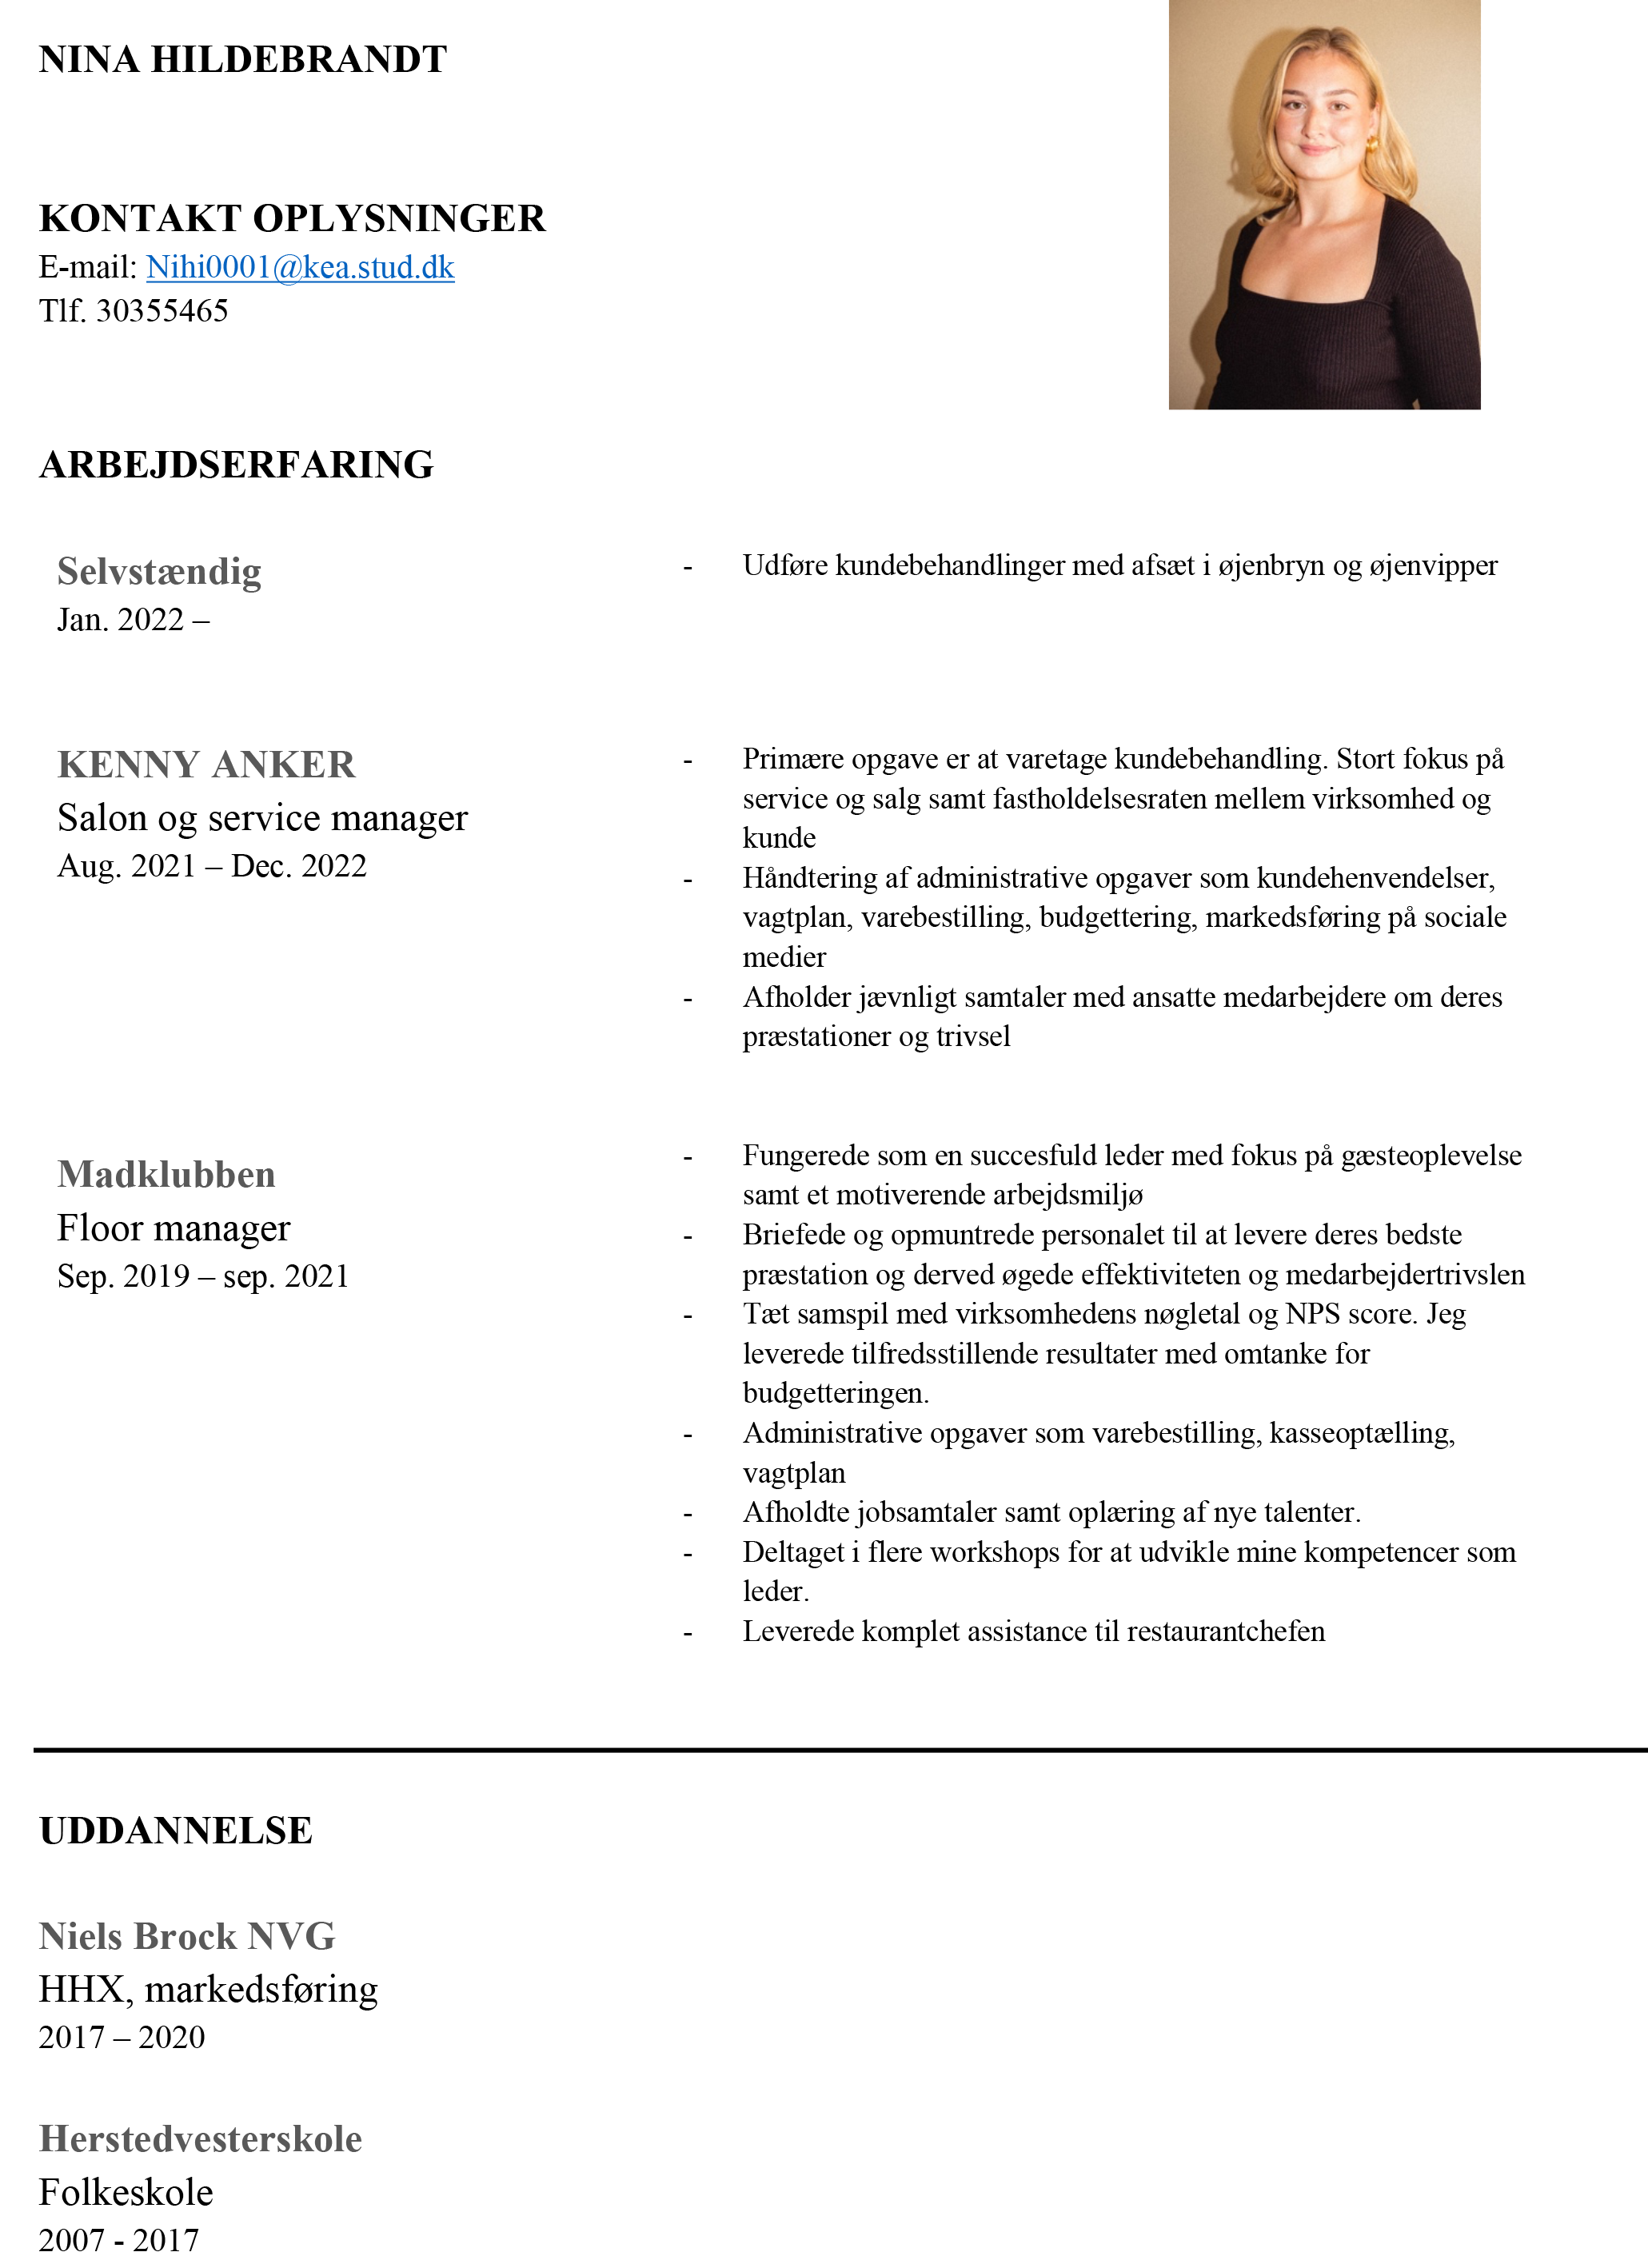 NINA HILDEBRANDT
KONTAKT OPLYSNINGER
E-mail: Nihi0001@kea.stud.dk
Tlf. 30355465
ARBEJDSERFARING
Selvstændig
Jan. 2022 –
- Udføre kundebehandlinger med afsæt i øjenbryn og øjenvipper
KENNY ANKER
Salon og service manager
Aug. 2021 – Dec. 2022
- Primære opgave er at varetage kundebehandling. Stort fokus på
service og salg samt fastholdelsesraten mellem virksomhed og
kunde
- Håndtering af administrative opgaver som kundehenvendelser,
vagtplan, varebestilling, budgettering, markedsføring på sociale
medier
- Afholder jævnligt samtaler med ansatte medarbejdere om deres
præstationer og trivsel
Madklubben
Floor manager
Sep. 2019 – sep. 2021
- Fungerede som en succesfuld leder med fokus på gæsteoplevelse
samt et motiverende arbejdsmiljø
- Briefede og opmuntrede personalet til at levere deres bedste
præstation og derved øgede effektiviteten og medarbejdertrivslen
- Tæt samspil med virksomhedens nøgletal og NPS score. Jeg
leverede tilfredsstillende resultater med omtanke for
budgetteringen.
- Administrative opgaver som varebestilling, kasseoptælling,
vagtplan
- Afholdte jobsamtaler samt oplæring af nye talenter.
- Deltaget i flere workshops for at udvikle mine kompetencer som
leder.
- Leverede komplet assistance til restaurantchefen
UDDANNELSE
Niels Brock NVG
HHX, markedsføring
2017 – 2020
Herstedvesterskole
Folkeskole
2007 - 2017